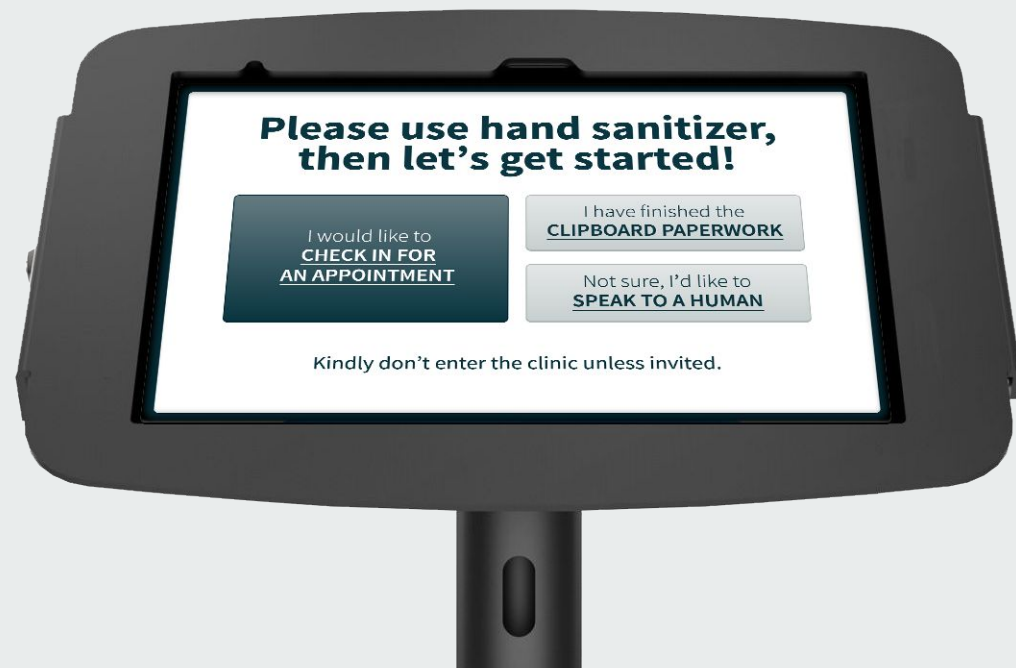 Please use hand sanitizer,
then let's get started!
I would like to
CHECK IN FOR
AN APPOINTMENT
I have finished the
CLIPBOARD PAPERWORK
Not sure, I'd like to
SPEAK TO A HUMAN
Kindly don't enter the clinic unless invited.